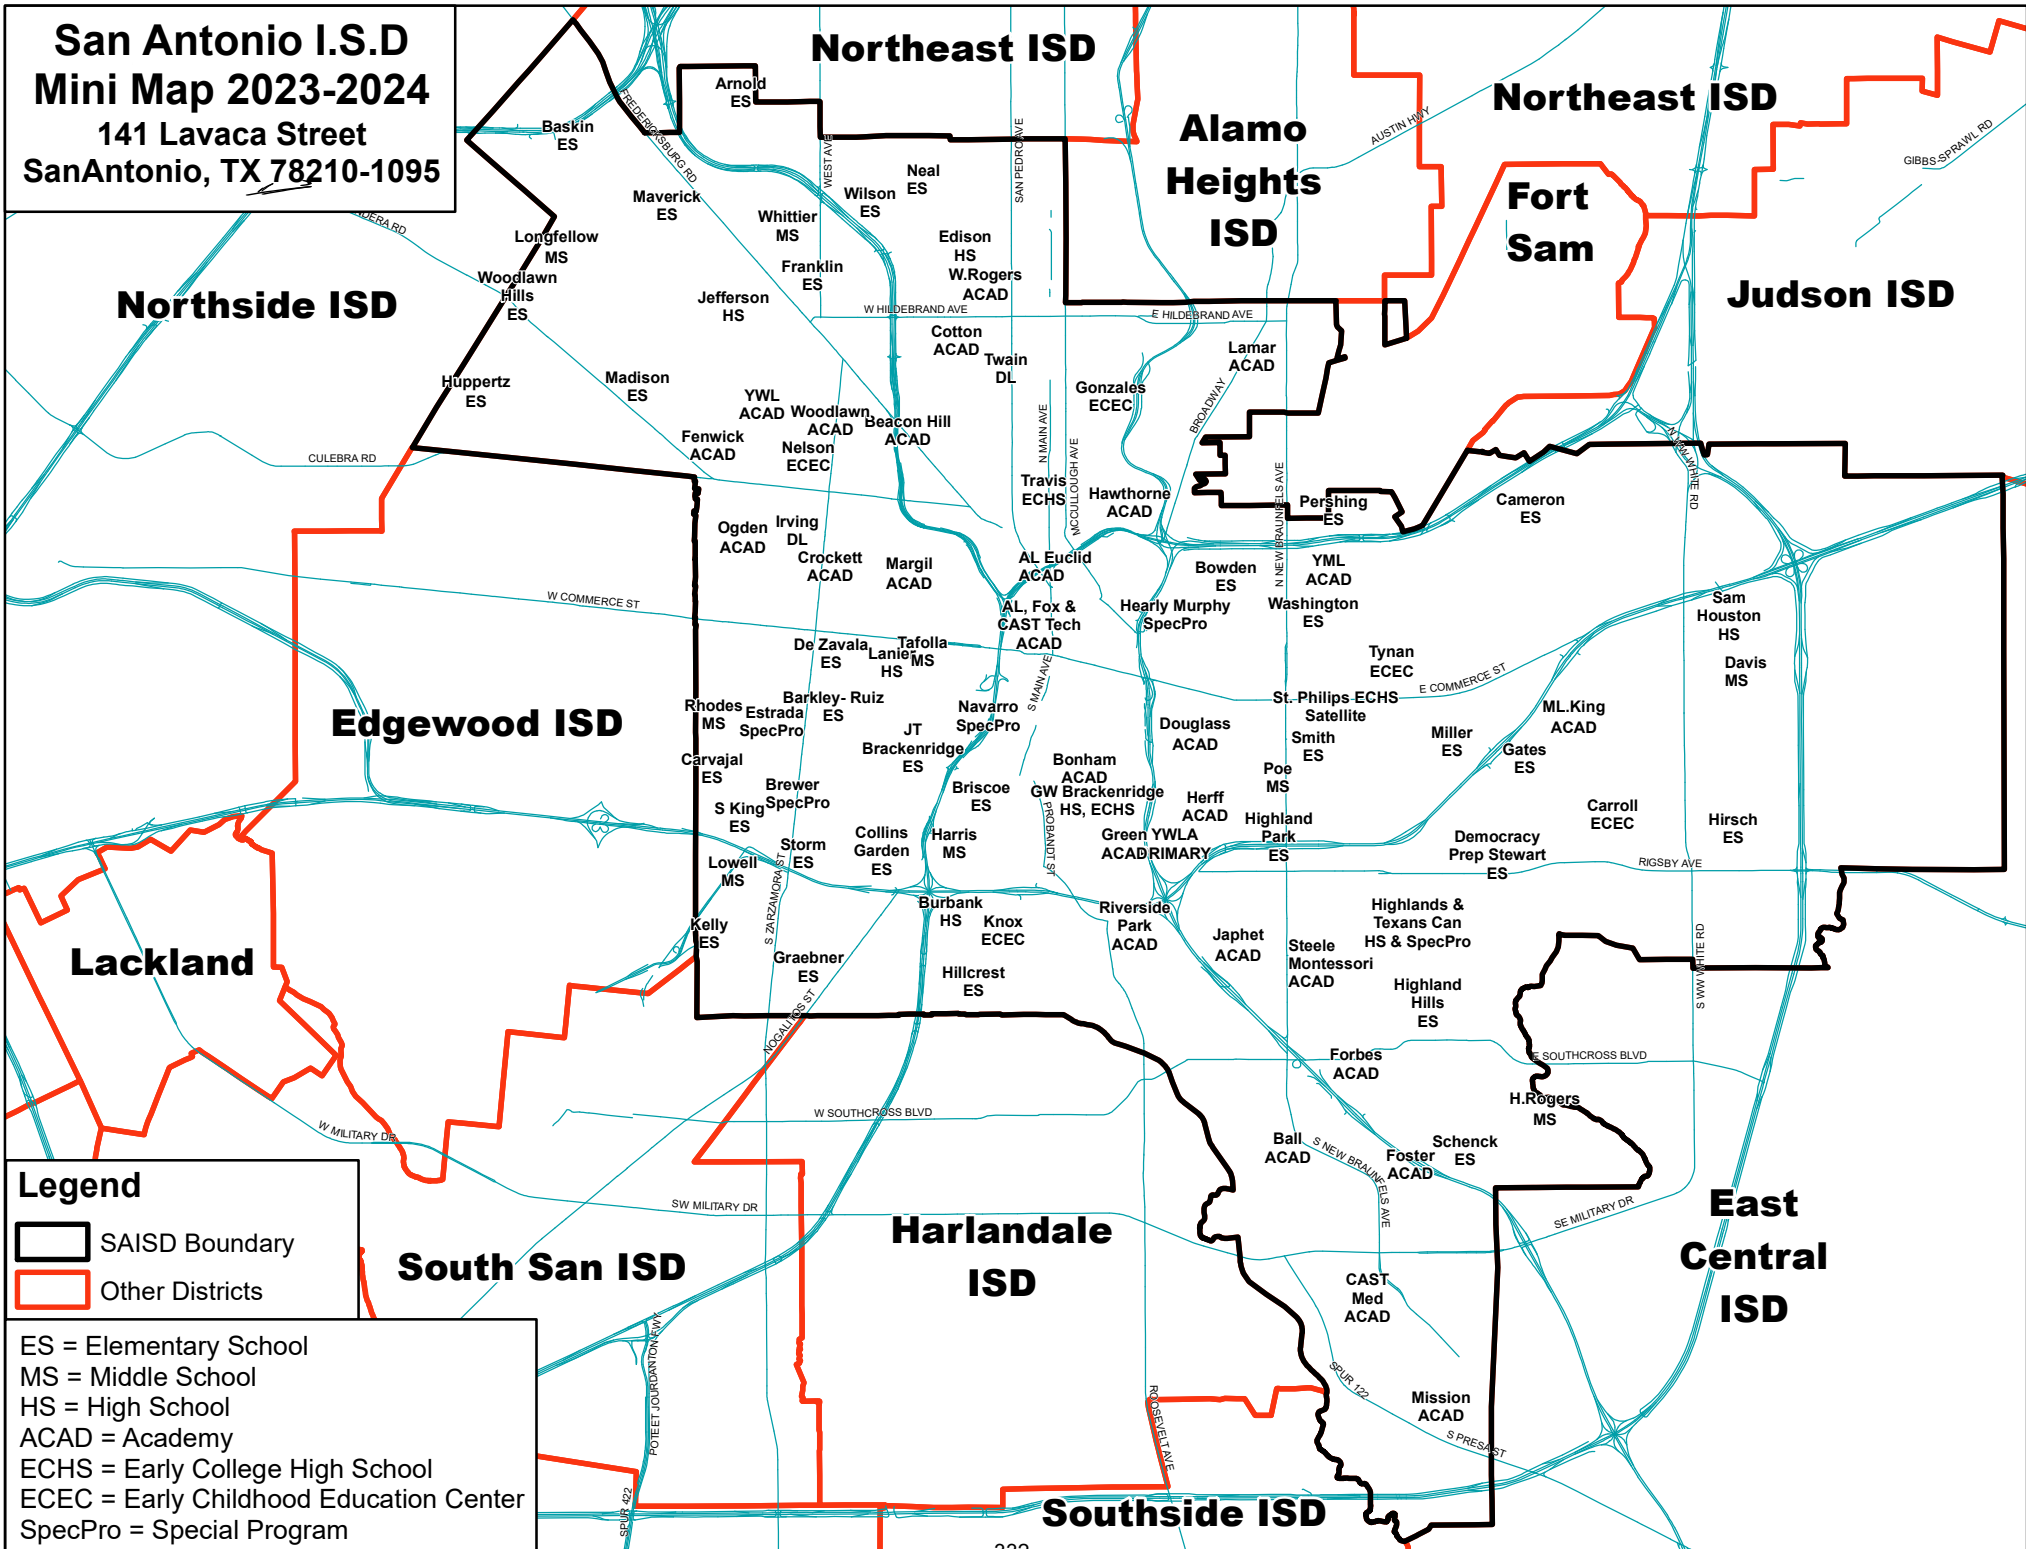 San Antonio I.S.D
Mini Map 2023-2024
141 Lavaca Street
SanAntonio, TX 78210-1095
Northeast ISD
Northeast ISD
Alamo
Heights
ISD
Fort
Sam
Judson ISD
Northside ISD
Edgewood ISD
Lackland
South San ISD
Harlandale
ISD
East
Central
ISD
Southside ISD
Arnold
ES
Baskin
ES
Neal
ES
Maverick
ES
Wilson
ES
Whittier
MS
Longfellow
MS
Edison
HS
Woodlawn
Hills
ES
Franklin
ES
W.Rogers
ACAD
Jefferson
HS
Cotton
ACAD
Twain
DL
Lamar
ACAD
Huppertz
ES
Madison
ES
Gonzales
ECEC
YWL
ACAD
Woodlawn
ACAD
Beacon Hill
ACAD
Fenwick
ACAD
Nelson
ECEC
Travis
ECHS
Hawthorne
ACAD
Pershing
ES
Cameron
ES
Ogden
ACAD
Irving
DL
Crockett
ACAD
Margil
ACAD
AL Euclid
ACAD
Bowden
ES
YML
ACAD
AL, Fox &
CAST Tech
ACAD
Hearly Murphy
SpecPro
Washington
ES
Sam
Houston
HS
De Zavala
ES
Lanier
HS
Tafolla
MS
Tynan
ECEC
Davis
MS
Rhodes
MS
Estrada
SpecPro
Barkley- Ruiz
ES
Navarro
SpecPro
St. Philips ECHS
Satellite
ML.King
ACAD
JT
Brackenridge
ES
Douglass
ACAD
Smith
ES
Miller
ES
Gates
ES
Carvajal
ES
Bonham
ACAD
Poe
MS
Brewer
SpecPro
Briscoe
ES
GW Brackenridge
HS, ECHS
Herff
ACAD
S King
ES
Highland
Park
ES
Carroll
ECEC
Hirsch
ES
Collins
Garden
ES
Harris
MS
Green
ACAD
YWLA
PRIMARY
Democracy
Prep Stewart
ES
Storm
ES
Lowell
MS
Burbank
HS
Knox
ECEC
Riverside
Park
ACAD
Highlands &
Texans Can
HS & SpecPro
Kelly
ES
Japhet
ACAD
Steele
Montessori
ACAD
Graebner
ES
Hillcrest
ES
Highland
Hills
ES
Forbes
ACAD
H.Rogers
MS
Ball
ACAD
Schenck
ES
Foster
ACAD
CAST
Med
ACAD
Mission
ACAD
FREDERICKSBURG RD
WEST AVE
SAN PEDRO AVE
AUSTIN HWY
GIBBS-SPRAWL RD
W HILDEBRAND AVE
E HILDEBRAND AVE
BROADWAY
N MAIN AVE
MCCULLOUGH AVE
N NEW BRAUNFELS AVE
N WW WHITE RD
CULEBRA RD
W COMMERCE ST
S MAIN AVE
E COMMERCE ST
PROBANDT ST
S ZARZAMORA ST
RIGSBY AVE
S WW WHITE RD
NOGALITOS ST
E SOUTHCROSS BLVD
W SOUTHCROSS BLVD
W MILITARY DR
S NEW BRAUNFELS AVE
SW MILITARY DR
SE MILITARY DR
SPUR 122
S PRESA ST
ROOSEVELT AVE
POTEET JOURDANTON FWY
SPUR 422
Legend
SAISD Boundary
Other Districts
ES = Elementary School
MS = Middle School
HS = High School
ACAD = Academy
ECHS = Early College High School
ECEC = Early Childhood Education Center
SpecPro = Special Program